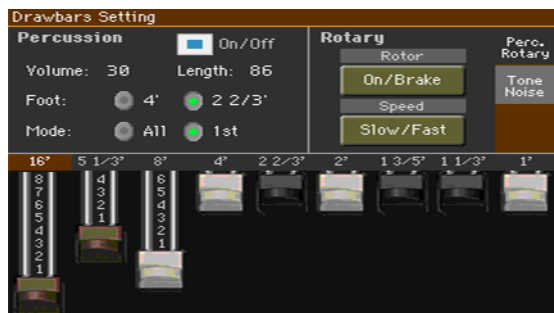 Drawbars Setting
Percussion
On/Off
Volume: 30
Length: 86
Foot:
4'
2 2/3'
Mode:
All
1st
Rotary
Rotor
On/Brake
Speed
Slow/Fast
Perc.
Rotary
Tone
Noise
16' 5 1/3' 8' 4' 2 2/3' 2' 1 3/5' 1 1/3' 1'
8 4 6
7 3 5
6 2 4
5 1 3
4 2
3 1
2
1